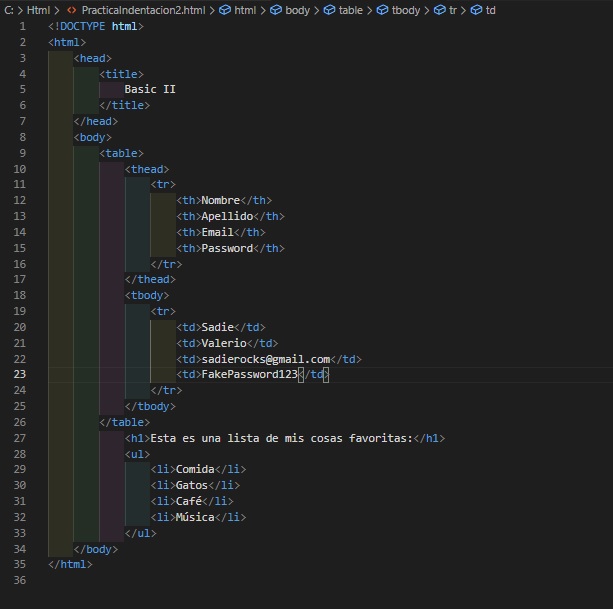 C: > Html > <> PracticaIndentacion2.html > html > body > table > tbody > tr > td
1 <!DOCTYPE html>
2 <html>
3     <head>
4         <title>
5             Basic II
6         </title>
7     </head>
8     <body>
9         <table>
10             <thead>
11                 <tr>
12                     <th>Nombre</th>
13                     <th>Apellido</th>
14                     <th>Email</th>
15                     <th>Password</th>
16                 </tr>
17             </thead>
18             <tbody>
19                 <tr>
20                     <td>Sadie</td>
21                     <td>Valerio</td>
22                     <td>sadierocks@gmail.com</td>
23                     <td>FakePassword123</td>
24                 </tr>
25             </tbody>
26         </table>
27             <h1>Esta es una lista de mis cosas favoritas:</h1>
28             <ul>
29                 <li>Comida</li>
30                 <li>Gatos</li>
31                 <li>Café</li>
32                 <li>Música</li>
33             </ul>
34     </body>
35 </html>
36